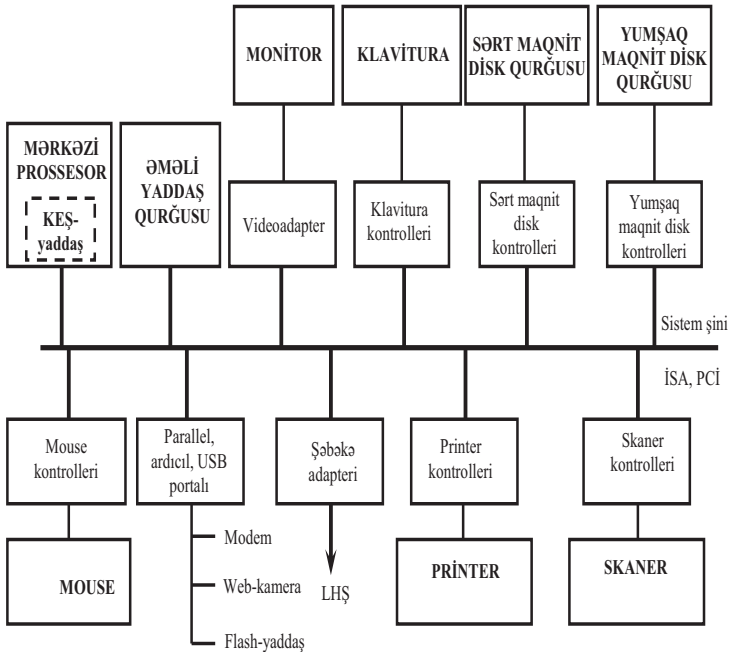 MONİTOR
KLAVİTURA
SƏRT MAQNİT
DİSK QURĞUSU
YUMŞAQ
MAQNİT DİSK
QURĞUSU
MƏRKƏZİ
PROSSESOR
KEŞ-
yaddaş
ƏMƏLİ
YADDAŞ
QURĞUSU
Videoadapter
Klavitura
kontrolleri
Sərt maqnit
disk
kontrolleri
Yumşaq
maqnit disk
kontrolleri
Sistem şini
İSA, PCİ
Mouse
kontrolleri
Parallel,
ardıcıl, USB
portalı
Şəbəkə
adapteri
Printer
kontrolleri
Skaner
kontrolleri
MOUSE
Modem
Web-kamera
Flash-yaddaş
LHŞ
PRİNTER
SKANER